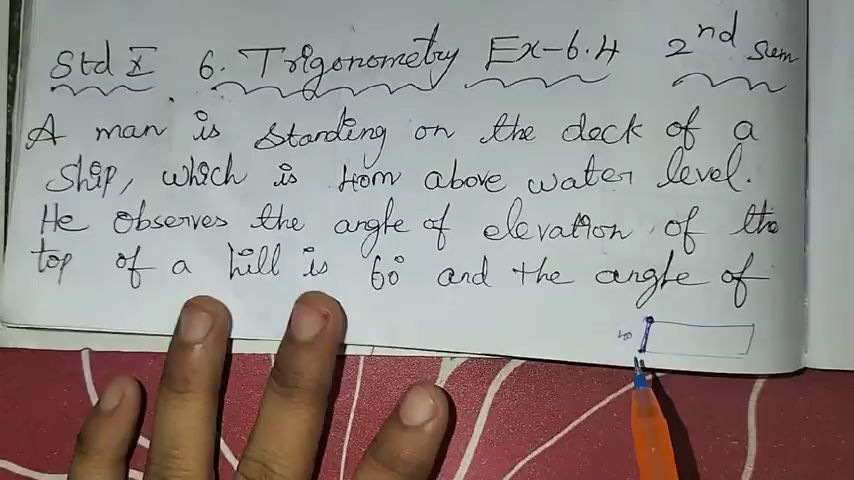 Std X 6. Trigonometry Ex-6.4 2nd Sum
A man is standing on the deck of a
ship, which is 40m above water level.
He observes the angle of elevation of the
top of a hill is 60° and the angle of
40